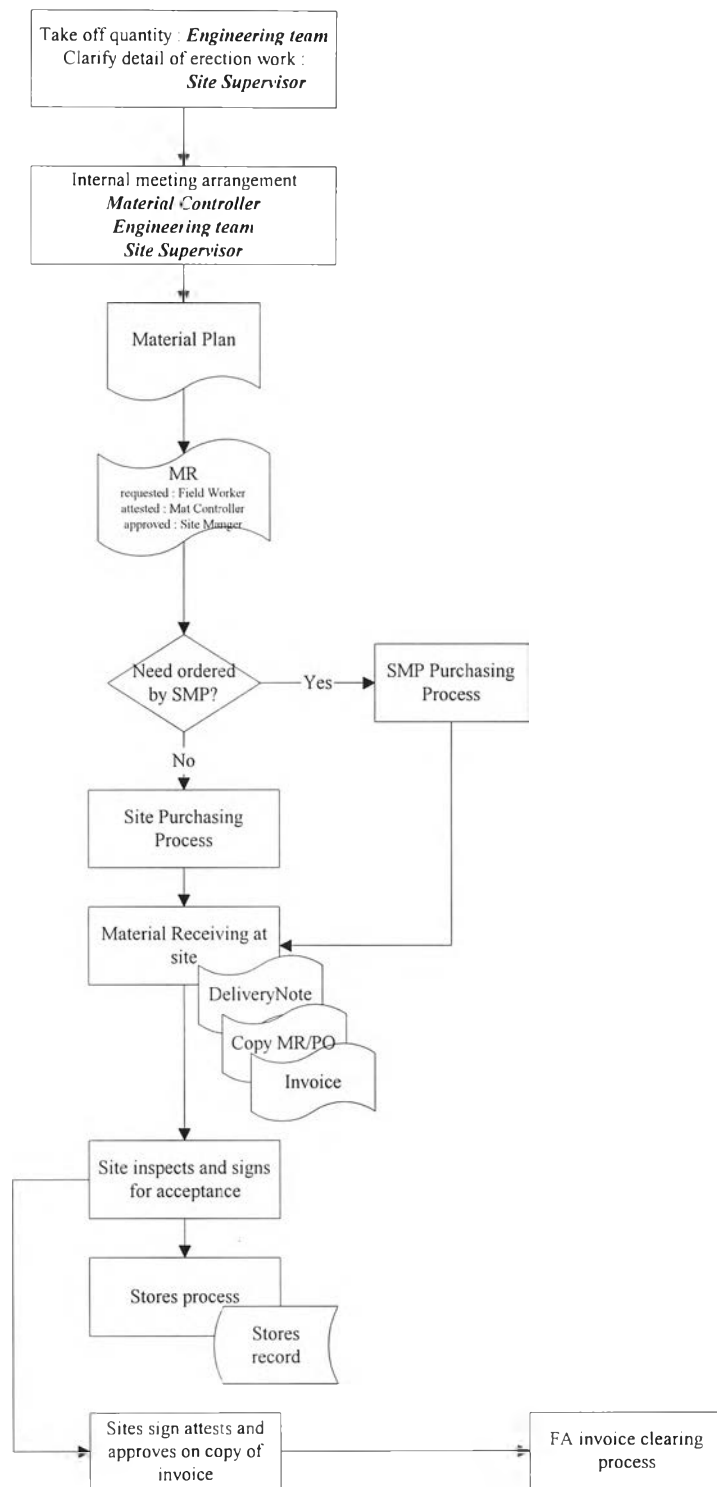 Take off quantity : Engineering team
Clarify detail of erection work :
Site Supervisor
Internal meeting arrangement
Material Controller
Engineering team
Site Supervisor
Material Plan
MR
requested : Field Worker
attested : Mat Controller
approved : Site Manger
Need ordered
by SMP?
Yes
SMP Purchasing
Process
No
Site Purchasing
Process
Material Receiving at
site
DeliveryNote
Copy MR/PO
Invoice
Site inspects and signs
for acceptance
Stores process
Stores
record
Sites sign attests and
approves on copy of
invoice
FA invoice clearing
process